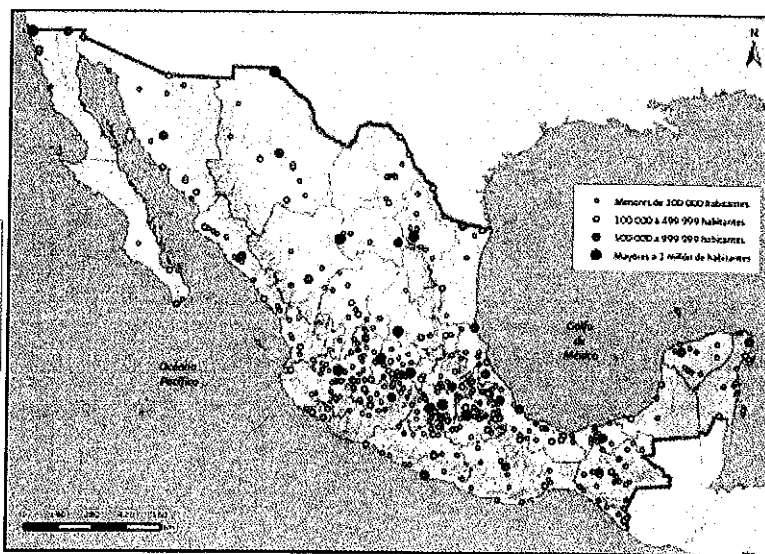 N
Menores de 100 000 habitantes
100 000 a 499 999 habitantes
500 000 a 999 999 habitantes
Mayores a 1 millón de habitantes
Golfo
de
México
Océano
Pacífico